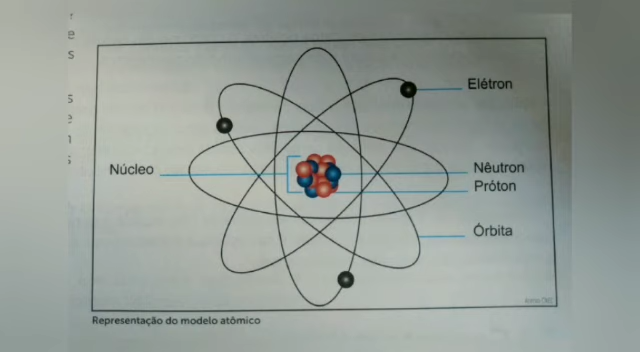 Elétron
Núcleo
Nêutron
Próton
Órbita
Representação do modelo atômico